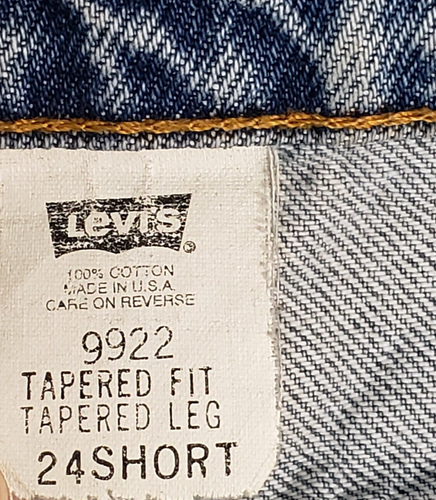 Levi's ®
100% COTTON
MADE IN U.S.A.
CARE ON REVERSE
9922
TAPERED FIT
TAPERED LEG
24SHORT